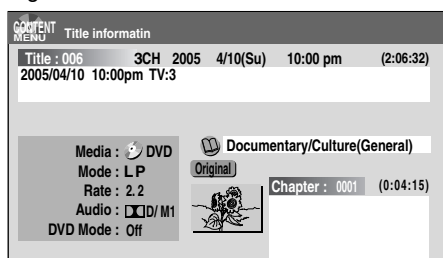 CONTENT MENU Title informatin
Title : 006 3CH 2005 4/10(Su) 10:00 pm (2:06:32)
2005/04/10 10:00pm TV:3
Media : DVD
Documentary/Culture(General)
Mode : LP
Original
Rate : 2. 2
Chapter : 0001 (0:04:15)
Audio : D/ M1
DVD Mode : Off